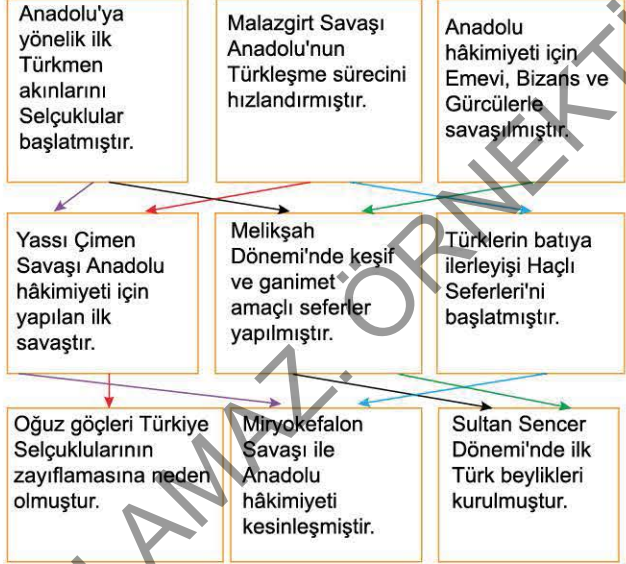 Anadolu'ya
yönelik ilk
Türkmen
akınlarını
Selçuklular
başlatmıştır.
Malazgirt Savaşı
Anadolu'nun
Türkleşme sürecini
hızlandırmıştır.
Anadolu
hâkimiyeti için
Emevi, Bizans ve
Gürcülerle
savaşılmıştır.
Yassı Çimen
Savaşı Anadolu
hâkimiyeti için
yapılan ilk
savaştır.
Melikşah
Dönemi'nde keşif
ve ganimet
amaçlı seferler
yapılmıştır.
Türklerin batıya
ilerleyişi Haçlı
Seferleri'ni
başlatmıştır.
Oğuz göçleri Türkiye
Selçuklularının
zayıflamasına neden
olmuştur.
Miryokefalon
Savaşı ile
Anadolu
hâkimiyeti
kesinleşmiştir.
Sultan Sencer
Dönemi'nde ilk
Türk beylikleri
kurulmuştur.
LAMAZ. ÖRNEKTİ